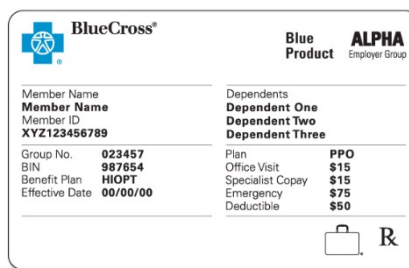 BlueCross®
Blue Product
ALPHA
Employer Group
Member Name
Member Name
Member ID
XYZ123456789
Dependents
Dependent One
Dependent Two
Dependent Three
Group No. 023457
BIN 987654
Benefit Plan HIOPT
Effective Date 00/00/00
Plan PPO
Office Visit $15
Specialist Copay $15
Emergency $75
Deductible $50
Rx